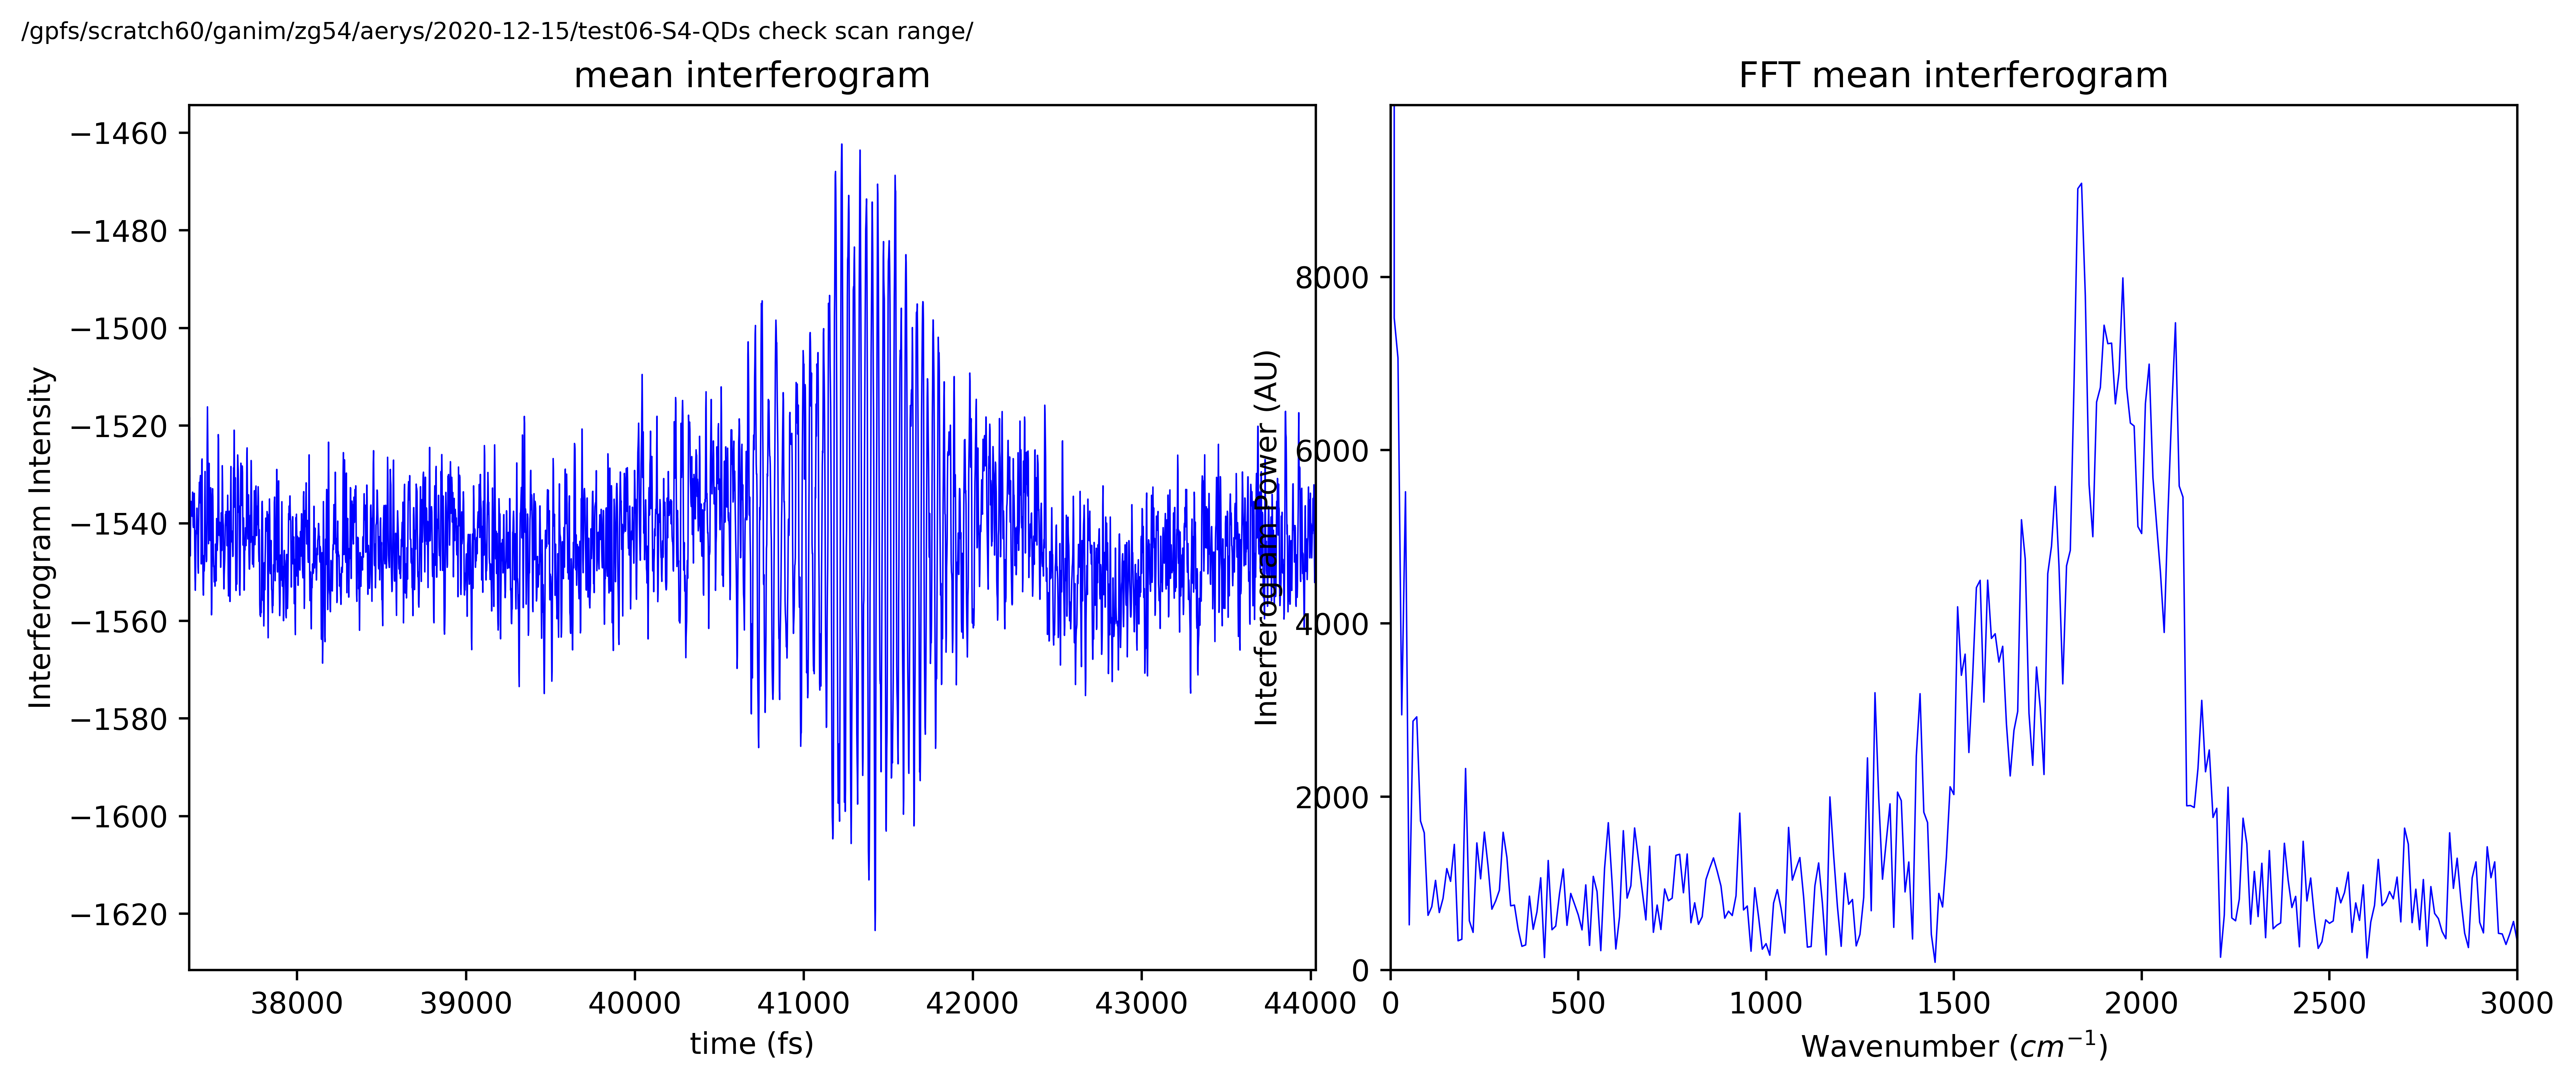 /gpfs/scratch60/ganim/zg54/aerys/2020-12-15/test06-S4-QDs check scan range/
mean interferogram
Interferogram Intensity
−1460
−1480
−1500
−1520
−1540
−1560
−1580
−1600
−1620
38000 39000 40000 41000 42000 43000 44000
time (fs)
FFT mean interferogram
Interferogram Power (AU)
8000
6000
4000
2000
0
0 500 1000 1500 2000 2500 3000
Wavenumber (cm⁻¹)